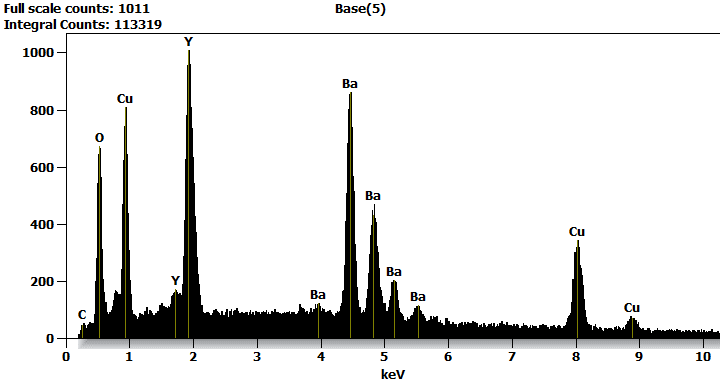 Full scale counts: 1011
Base(5)
Integral Counts: 113319
1000
800
600
400
200
0
C
O
Cu
Y
Y
Ba
Ba
Ba
Ba
Ba
Cu
Cu
0 1 2 3 4 5 6 7 8 9 10
keV